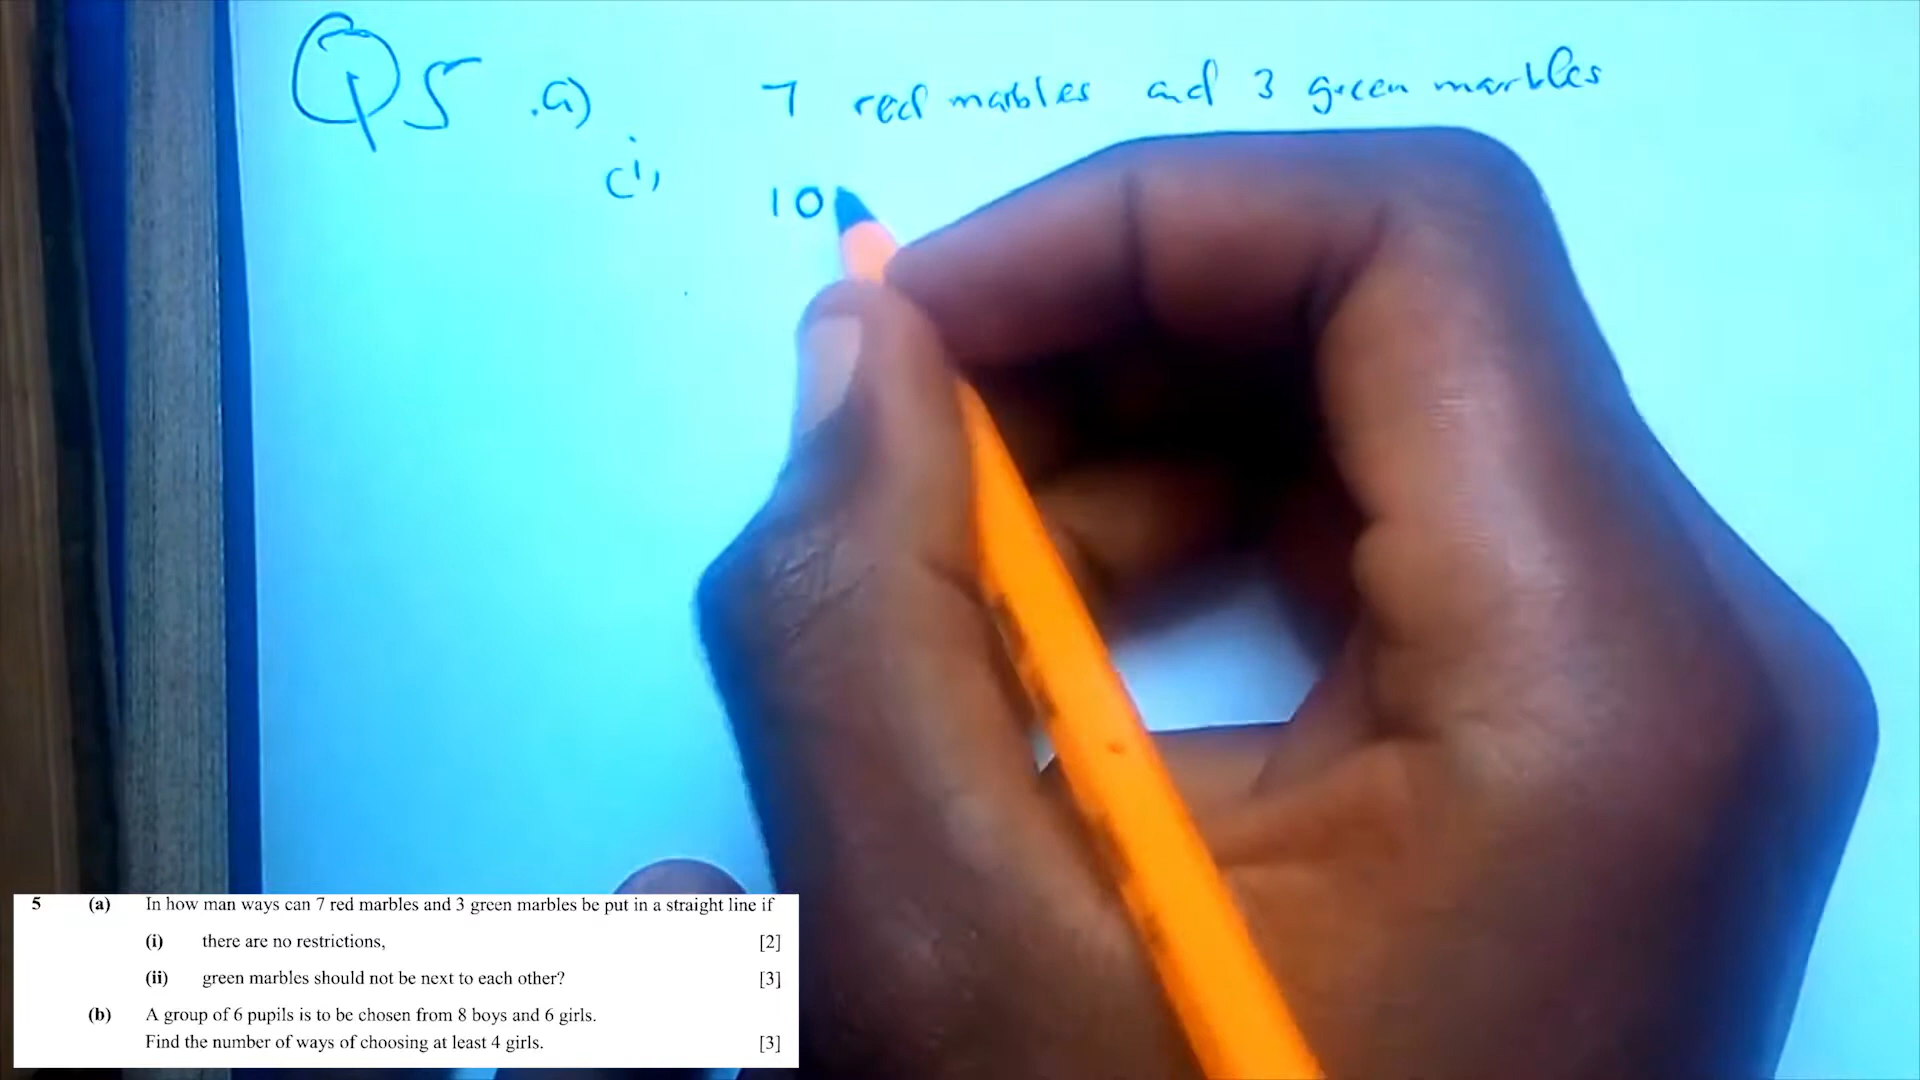 Q5 .a) 7 red marbles and 3 green marbles
(i) 10
5 (a) In how man ways can 7 red marbles and 3 green marbles be put in a straight line if
(i) there are no restrictions, [2]
(ii) green marbles should not be next to each other? [3]
(b) A group of 6 pupils is to be chosen from 8 boys and 6 girls.
Find the number of ways of choosing at least 4 girls. [3]